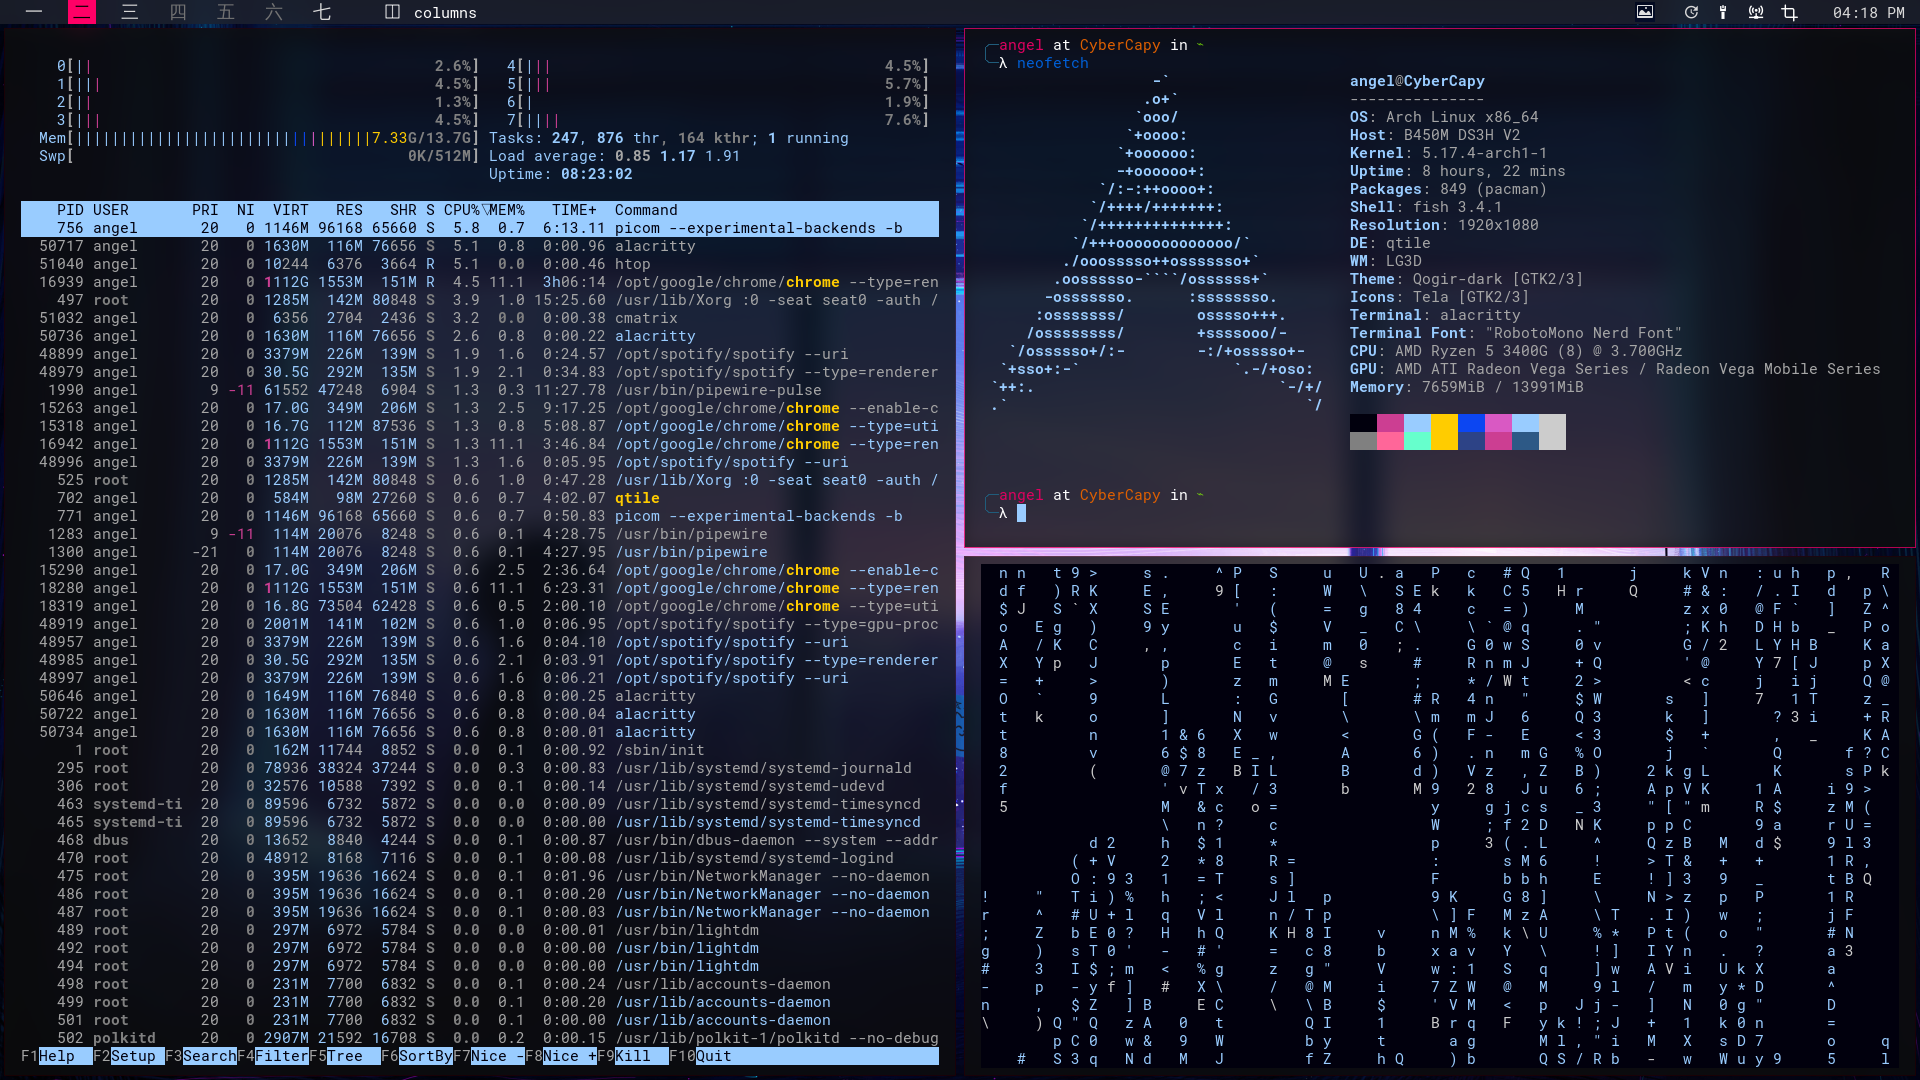 一 二 三 四 五 六 七 columns 04:18 PM
0[|| 2.6%] 4[||| 4.5%]
1[||| 4.5%] 5[||| 5.7%]
2[|| 1.3%] 6[| 1.9%]
3[||| 4.5%] 7[|||| 7.6%]
Mem[ 7.33G/13.7G] Tasks: 247, 876 thr, 164 kthr; 1 running
Swp[ 0K/512M] Load average: 0.85 1.17 1.91
Uptime: 08:23:02
PID USER PRI NI VIRT RES SHR S CPU%▽MEM% TIME+ Command
756 angel 20 0 1146M 96168 65660 S 5.8 0.7 6:13.11 picom --experimental-backends -b
50717 angel 20 0 1630M 116M 76656 S 5.1 0.8 0:00.96 alacritty
51040 angel 20 0 10244 6376 3664 R 5.1 0.0 0:00.46 htop
16939 angel 20 0 1112G 1553M 151M R 4.5 11.1 3h06:14 /opt/google/chrome/chrome --type=ren
497 root 20 0 1285M 142M 80848 S 3.9 1.0 15:25.60 /usr/lib/Xorg :0 -seat seat0 -auth /
51032 angel 20 0 6356 2704 2436 S 3.2 0.0 0:00.38 cmatrix
50736 angel 20 0 1630M 116M 76656 S 2.6 0.8 0:00.22 alacritty
48899 angel 20 0 3379M 226M 139M S 1.9 1.6 0:24.57 /opt/spotify/spotify --uri
48979 angel 20 0 30.5G 292M 135M S 1.9 2.1 0:34.83 /opt/spotify/spotify --type=renderer
1990 angel 9 -11 61552 47248 6904 S 1.3 0.3 11:27.78 /usr/bin/pipewire-pulse
15263 angel 20 0 17.0G 349M 206M S 1.3 2.5 9:17.25 /opt/google/chrome/chrome --enable-c
15318 angel 20 0 16.7G 112M 87536 S 1.3 0.8 5:08.87 /opt/google/chrome/chrome --type=uti
16942 angel 20 0 1112G 1553M 151M S 1.3 11.1 3:46.84 /opt/google/chrome/chrome --type=ren
48996 angel 20 0 3379M 226M 139M S 1.3 1.6 0:05.95 /opt/spotify/spotify --uri
525 root 20 0 1285M 142M 80848 S 0.6 1.0 0:47.28 /usr/lib/Xorg :0 -seat seat0 -auth /
702 angel 20 0 584M 98M 27260 S 0.6 0.7 4:02.07 qtile
771 angel 20 0 1146M 96168 65660 S 0.6 0.7 0:50.83 picom --experimental-backends -b
1283 angel 9 -11 114M 20076 8248 S 0.6 0.1 4:28.75 /usr/bin/pipewire
1300 angel -21 0 114M 20076 8248 S 0.6 0.1 4:27.95 /usr/bin/pipewire
15290 angel 20 0 17.0G 349M 206M S 0.6 2.5 2:36.64 /opt/google/chrome/chrome --enable-c
18280 angel 20 0 1112G 1553M 151M S 0.6 11.1 6:23.31 /opt/google/chrome/chrome --type=ren
18319 angel 20 0 16.8G 73504 62428 S 0.6 0.5 2:00.10 /opt/google/chrome/chrome --type=uti
48919 angel 20 0 2001M 141M 102M S 0.6 1.0 0:06.95 /opt/spotify/spotify --type=gpu-proc
48957 angel 20 0 3379M 226M 139M S 0.6 1.6 0:04.10 /opt/spotify/spotify --uri
48985 angel 20 0 30.5G 292M 135M S 0.6 2.1 0:03.91 /opt/spotify/spotify --type=renderer
48997 angel 20 0 3379M 226M 139M S 0.6 1.6 0:06.21 /opt/spotify/spotify --uri
50646 angel 20 0 1649M 116M 76840 S 0.6 0.8 0:00.25 alacritty
50722 angel 20 0 1630M 116M 76656 S 0.6 0.8 0:00.04 alacritty
50734 angel 20 0 1630M 116M 76656 S 0.6 0.8 0:00.01 alacritty
1 root 20 0 162M 11744 8852 S 0.0 0.1 0:00.92 /sbin/init
295 root 20 0 78936 38324 37244 S 0.0 0.3 0:00.83 /usr/lib/systemd/systemd-journald
306 root 20 0 32576 10588 7392 S 0.0 0.1 0:00.14 /usr/lib/systemd/systemd-udevd
463 systemd-ti 20 0 89596 6732 5872 S 0.0 0.0 0:00.09 /usr/lib/systemd/systemd-timesyncd
465 systemd-ti 20 0 89596 6732 5872 S 0.0 0.0 0:00.00 /usr/lib/systemd/systemd-timesyncd
468 dbus 20 0 13652 8840 4244 S 0.0 0.1 0:00.87 /usr/bin/dbus-daemon --system --addr
470 root 20 0 48912 8168 7116 S 0.0 0.1 0:00.08 /usr/lib/systemd/systemd-logind
475 root 20 0 395M 19636 16624 S 0.0 0.1 0:01.96 /usr/bin/NetworkManager --no-daemon
486 root 20 0 395M 19636 16624 S 0.0 0.1 0:00.20 /usr/bin/NetworkManager --no-daemon
487 root 20 0 395M 19636 16624 S 0.0 0.1 0:00.03 /usr/bin/NetworkManager --no-daemon
489 root 20 0 297M 6972 5784 S 0.0 0.0 0:00.01 /usr/bin/lightdm
492 root 20 0 297M 6972 5784 S 0.0 0.0 0:00.00 /usr/bin/lightdm
494 root 20 0 297M 6972 5784 S 0.0 0.0 0:00.00 /usr/bin/lightdm
498 root 20 0 231M 7700 6832 S 0.0 0.1 0:00.24 /usr/lib/accounts-daemon
499 root 20 0 231M 7700 6832 S 0.0 0.1 0:00.20 /usr/lib/accounts-daemon
501 root 20 0 231M 7700 6832 S 0.0 0.1 0:00.00 /usr/lib/accounts-daemon
502 polkitd 20 0 2907M 21592 16708 S 0.0 0.2 0:00.15 /usr/lib/polkit-1/polkitd --no-debug
F1Help F2Setup F3SearchF4FilterF5Tree F6SortByF7Nice -F8Nice +F9Kill F10Quit
angel at CyberCapy in ~
λ neofetch
angel@CyberCapy
---------------
OS: Arch Linux x86_64
Host: B450M DS3H V2
Kernel: 5.17.4-arch1-1
Uptime: 8 hours, 22 mins
Packages: 849 (pacman)
Shell: fish 3.4.1
Resolution: 1920x1080
DE: qtile
WM: LG3D
Theme: Qogir-dark [GTK2/3]
Icons: Tela [GTK2/3]
Terminal: alacritty
Terminal Font: "RobotoMono Nerd Font"
CPU: AMD Ryzen 5 3400G (8) @ 3.700GHz
GPU: AMD ATI Radeon Vega Series / Radeon Vega Mobile Series
Memory: 7659MiB / 13991MiB
angel at CyberCapy in ~
λ